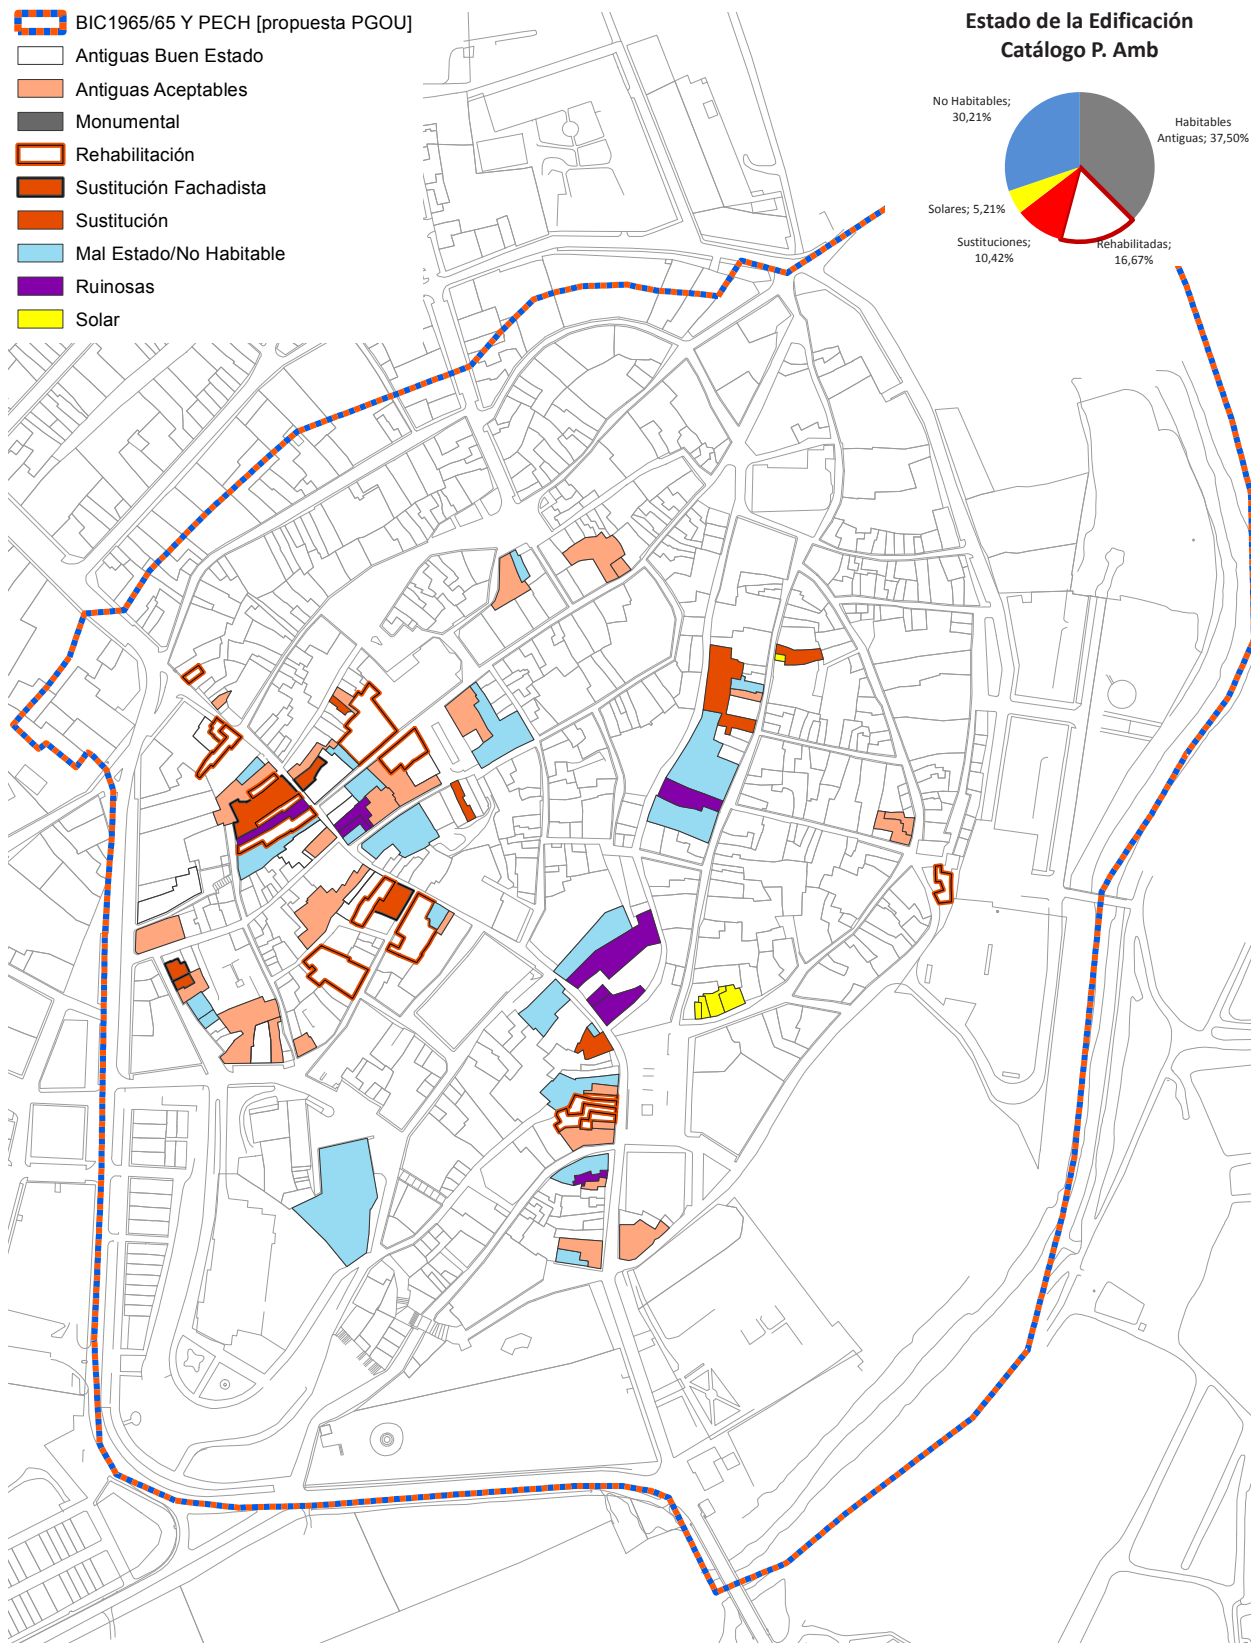 BIC1965/65 Y PECH [propuesta PGOU]
Antiguas Buen Estado
Antiguas Aceptables
Monumental
Rehabilitación
Sustitución Fachadista
Sustitución
Mal Estado/No Habitable
Ruinosas
Solar
Estado de la Edificación
Catálogo P. Amb
No Habitables;
30,21%
Habitables
Antiguas; 37,50%
Solares; 5,21%
Sustituciones;
10,42%
Rehabilitadas;
16,67%